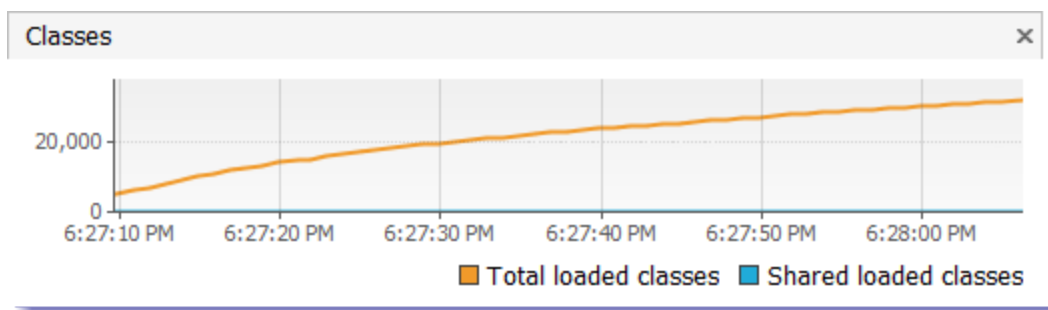 Classes
20,000
0
6:27:10 PM 6:27:20 PM 6:27:30 PM 6:27:40 PM 6:27:50 PM 6:28:00 PM
Total loaded classes Shared loaded classes